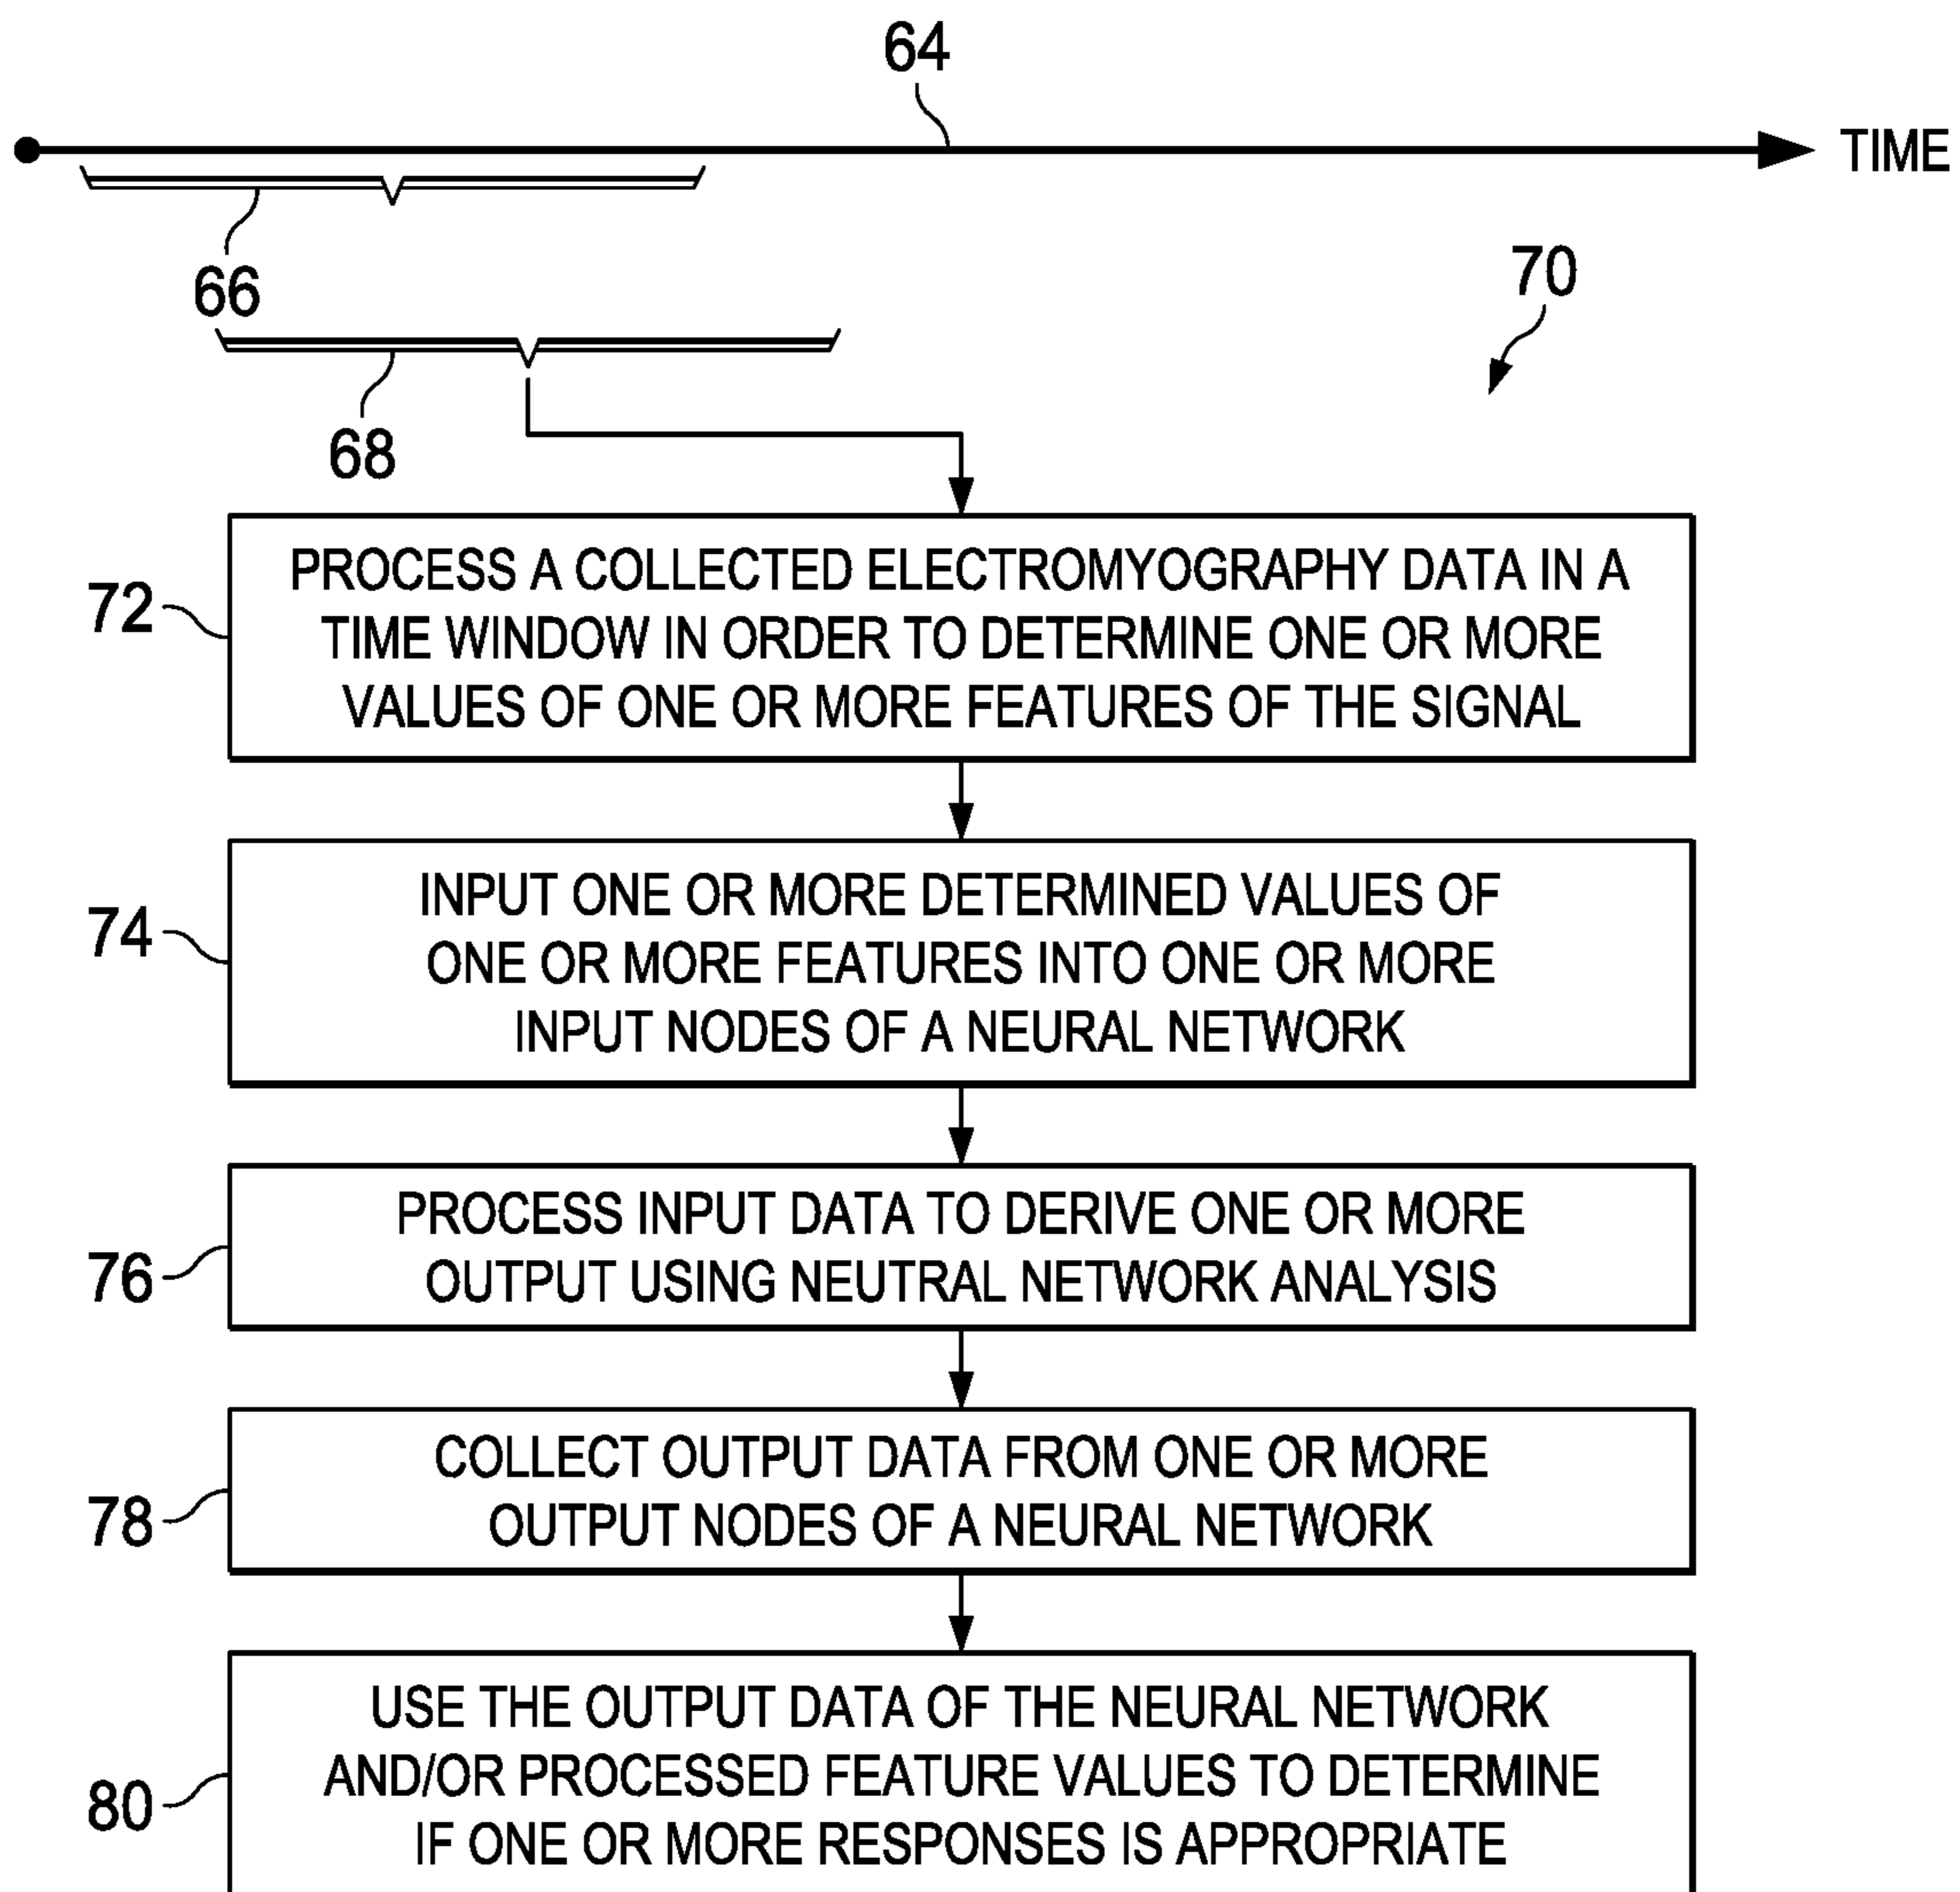 64
TIME
66
70
68
72
PROCESS A COLLECTED ELECTROMYOGRAPHY DATA IN A
TIME WINDOW IN ORDER TO DETERMINE ONE OR MORE
VALUES OF ONE OR MORE FEATURES OF THE SIGNAL
74
INPUT ONE OR MORE DETERMINED VALUES OF
ONE OR MORE FEATURES INTO ONE OR MORE
INPUT NODES OF A NEURAL NETWORK
76
PROCESS INPUT DATA TO DERIVE ONE OR MORE
OUTPUT USING NEUTRAL NETWORK ANALYSIS
78
COLLECT OUTPUT DATA FROM ONE OR MORE
OUTPUT NODES OF A NEURAL NETWORK
80
USE THE OUTPUT DATA OF THE NEURAL NETWORK
AND/OR PROCESSED FEATURE VALUES TO DETERMINE
IF ONE OR MORE RESPONSES IS APPROPRIATE